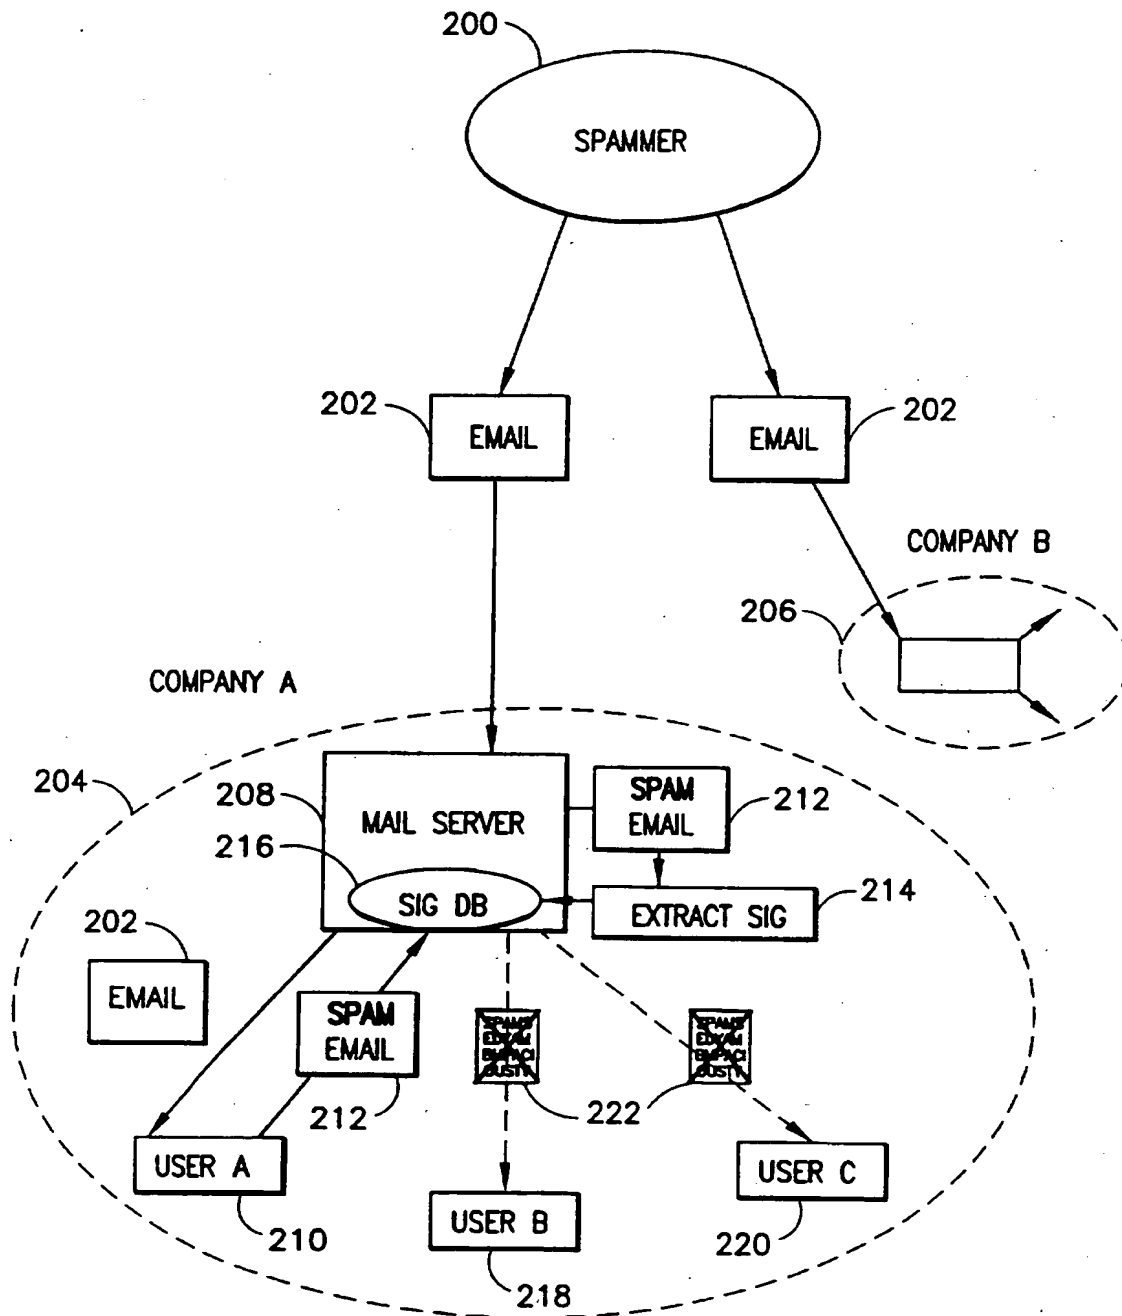 200
SPAMMER
202
EMAIL
EMAIL
202
COMPANY B
206
COMPANY A
204
208
MAIL SERVER
SPAM
EMAIL
212
216
SIG DB
EXTRACT SIG
214
202
EMAIL
SPAM
EMAIL
212
222
USER A
210
USER B
218
USER C
220